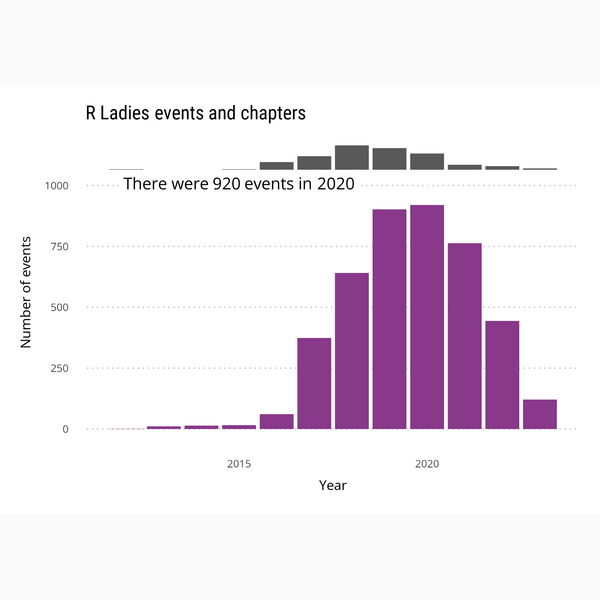 R Ladies events and chapters
There were 920 events in 2020
1000
750
500
250
0
Number of events
2015 2020
Year